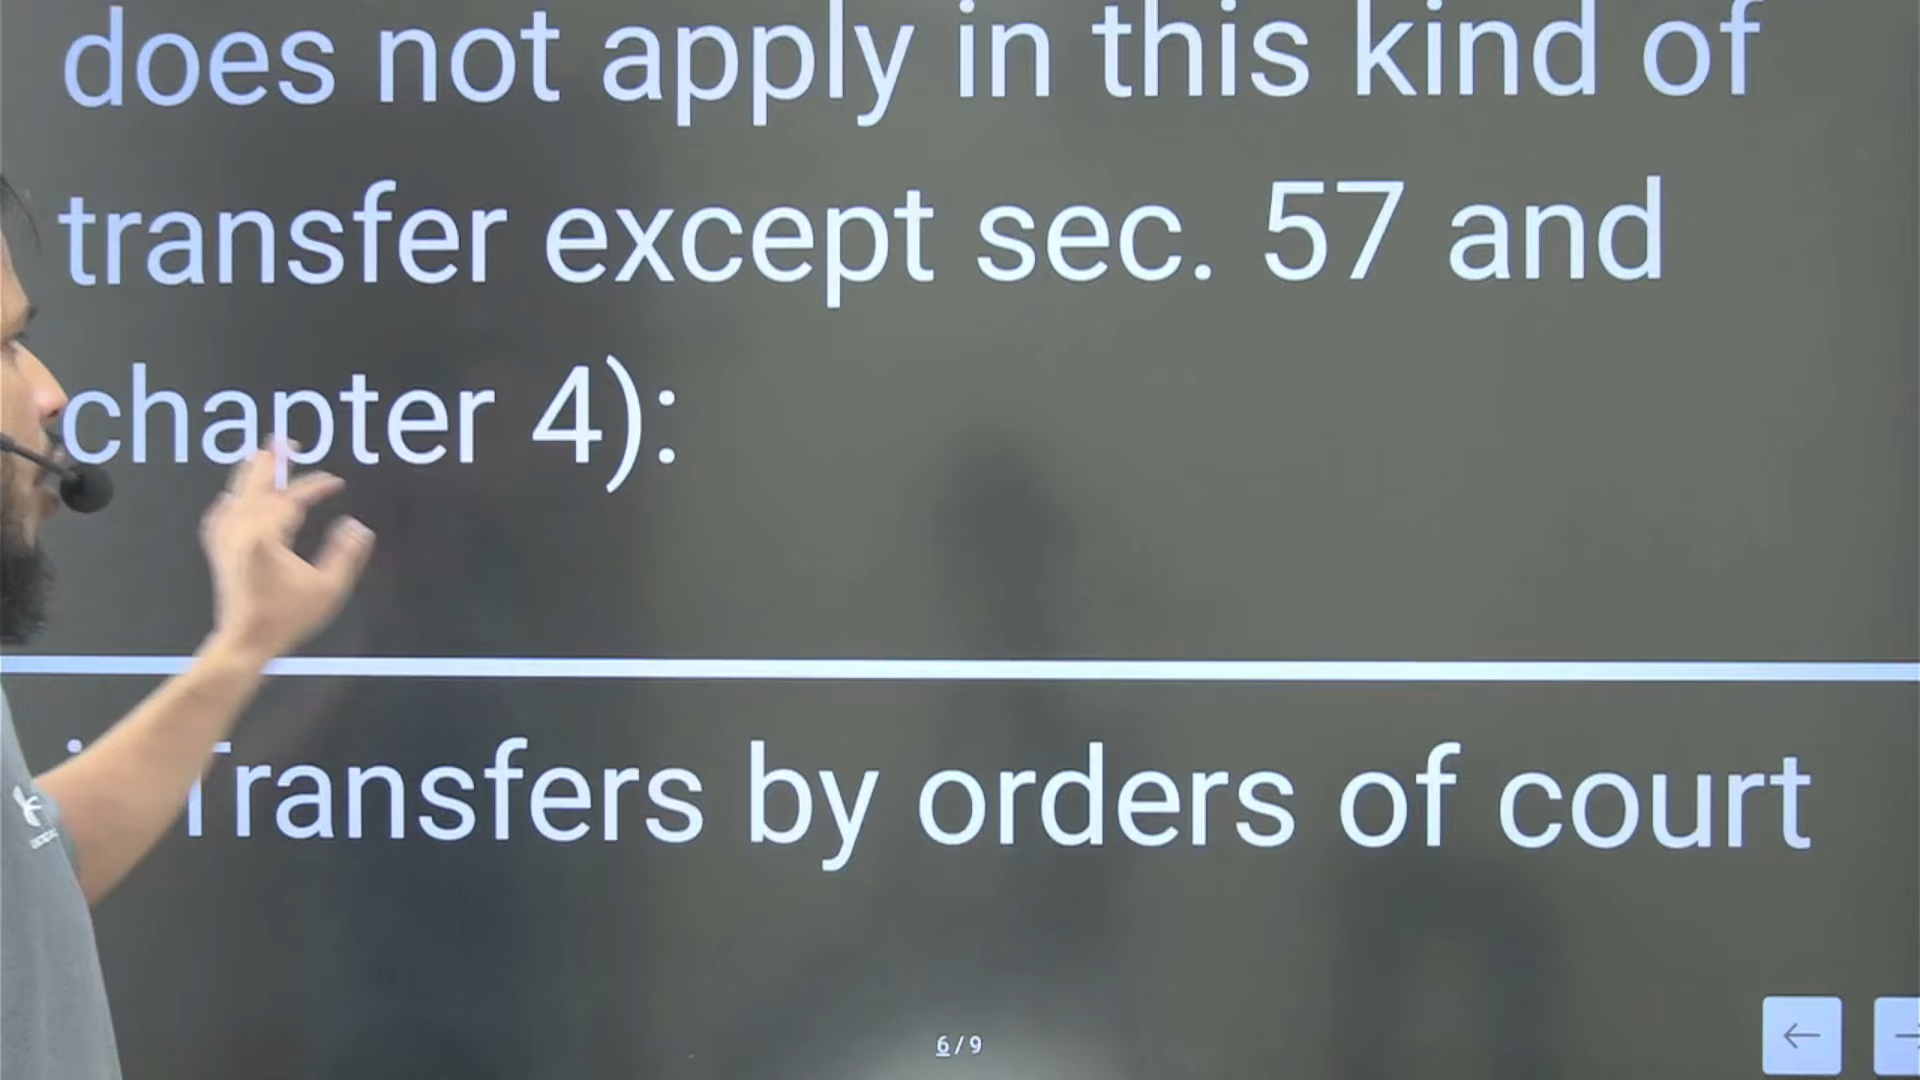 does not apply in this kind of
transfer except sec. 57 and
chapter 4):
Transfers by orders of court
6 / 9